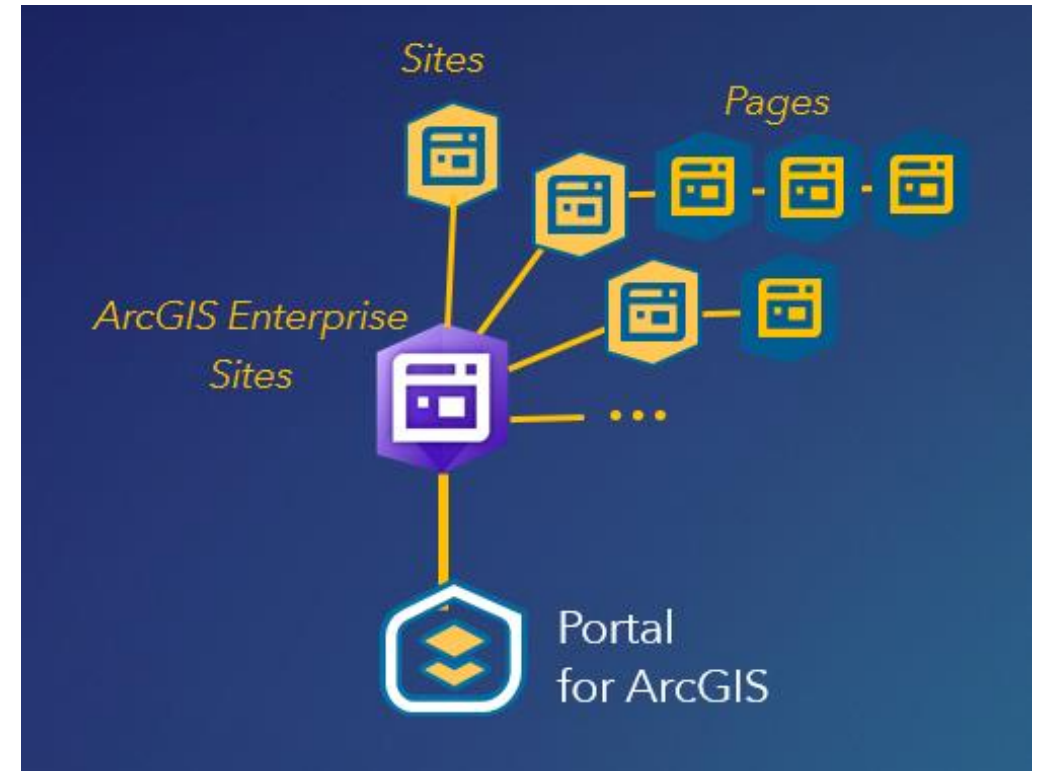 Sites
Pages
ArcGIS Enterprise
Sites
Portal
for ArcGIS